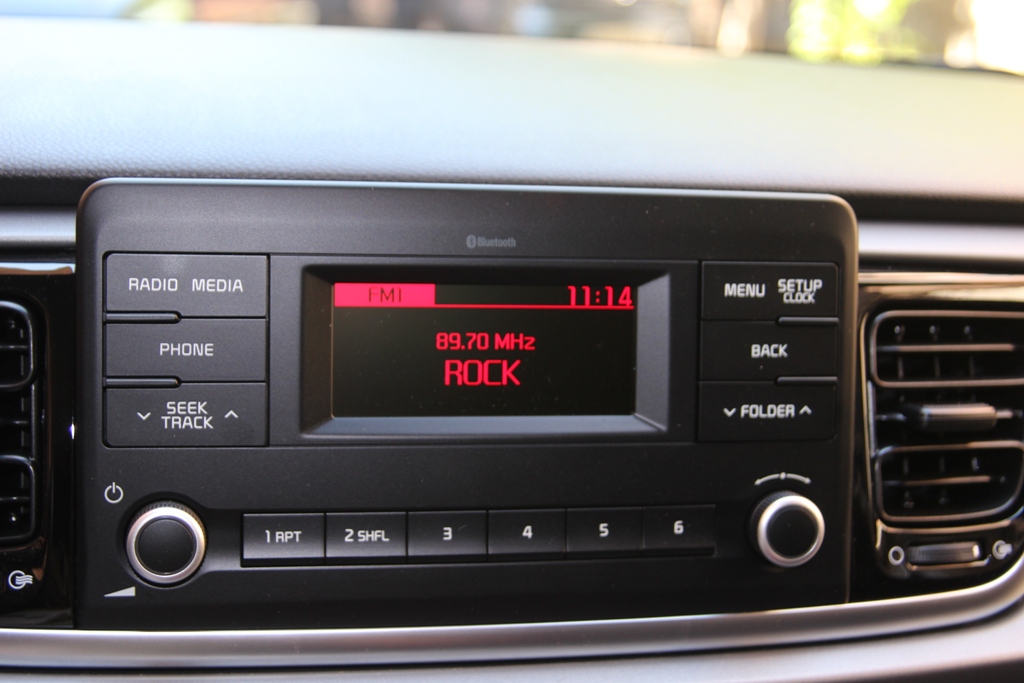 Bluetooth
RADIO MEDIA
PHONE
SEEK
TRACK
FM1
11:14
89.70 MHz
ROCK
MENU
SETUP
CLOCK
BACK
FOLDER
1 RPT
2 SHFL
3
4
5
6